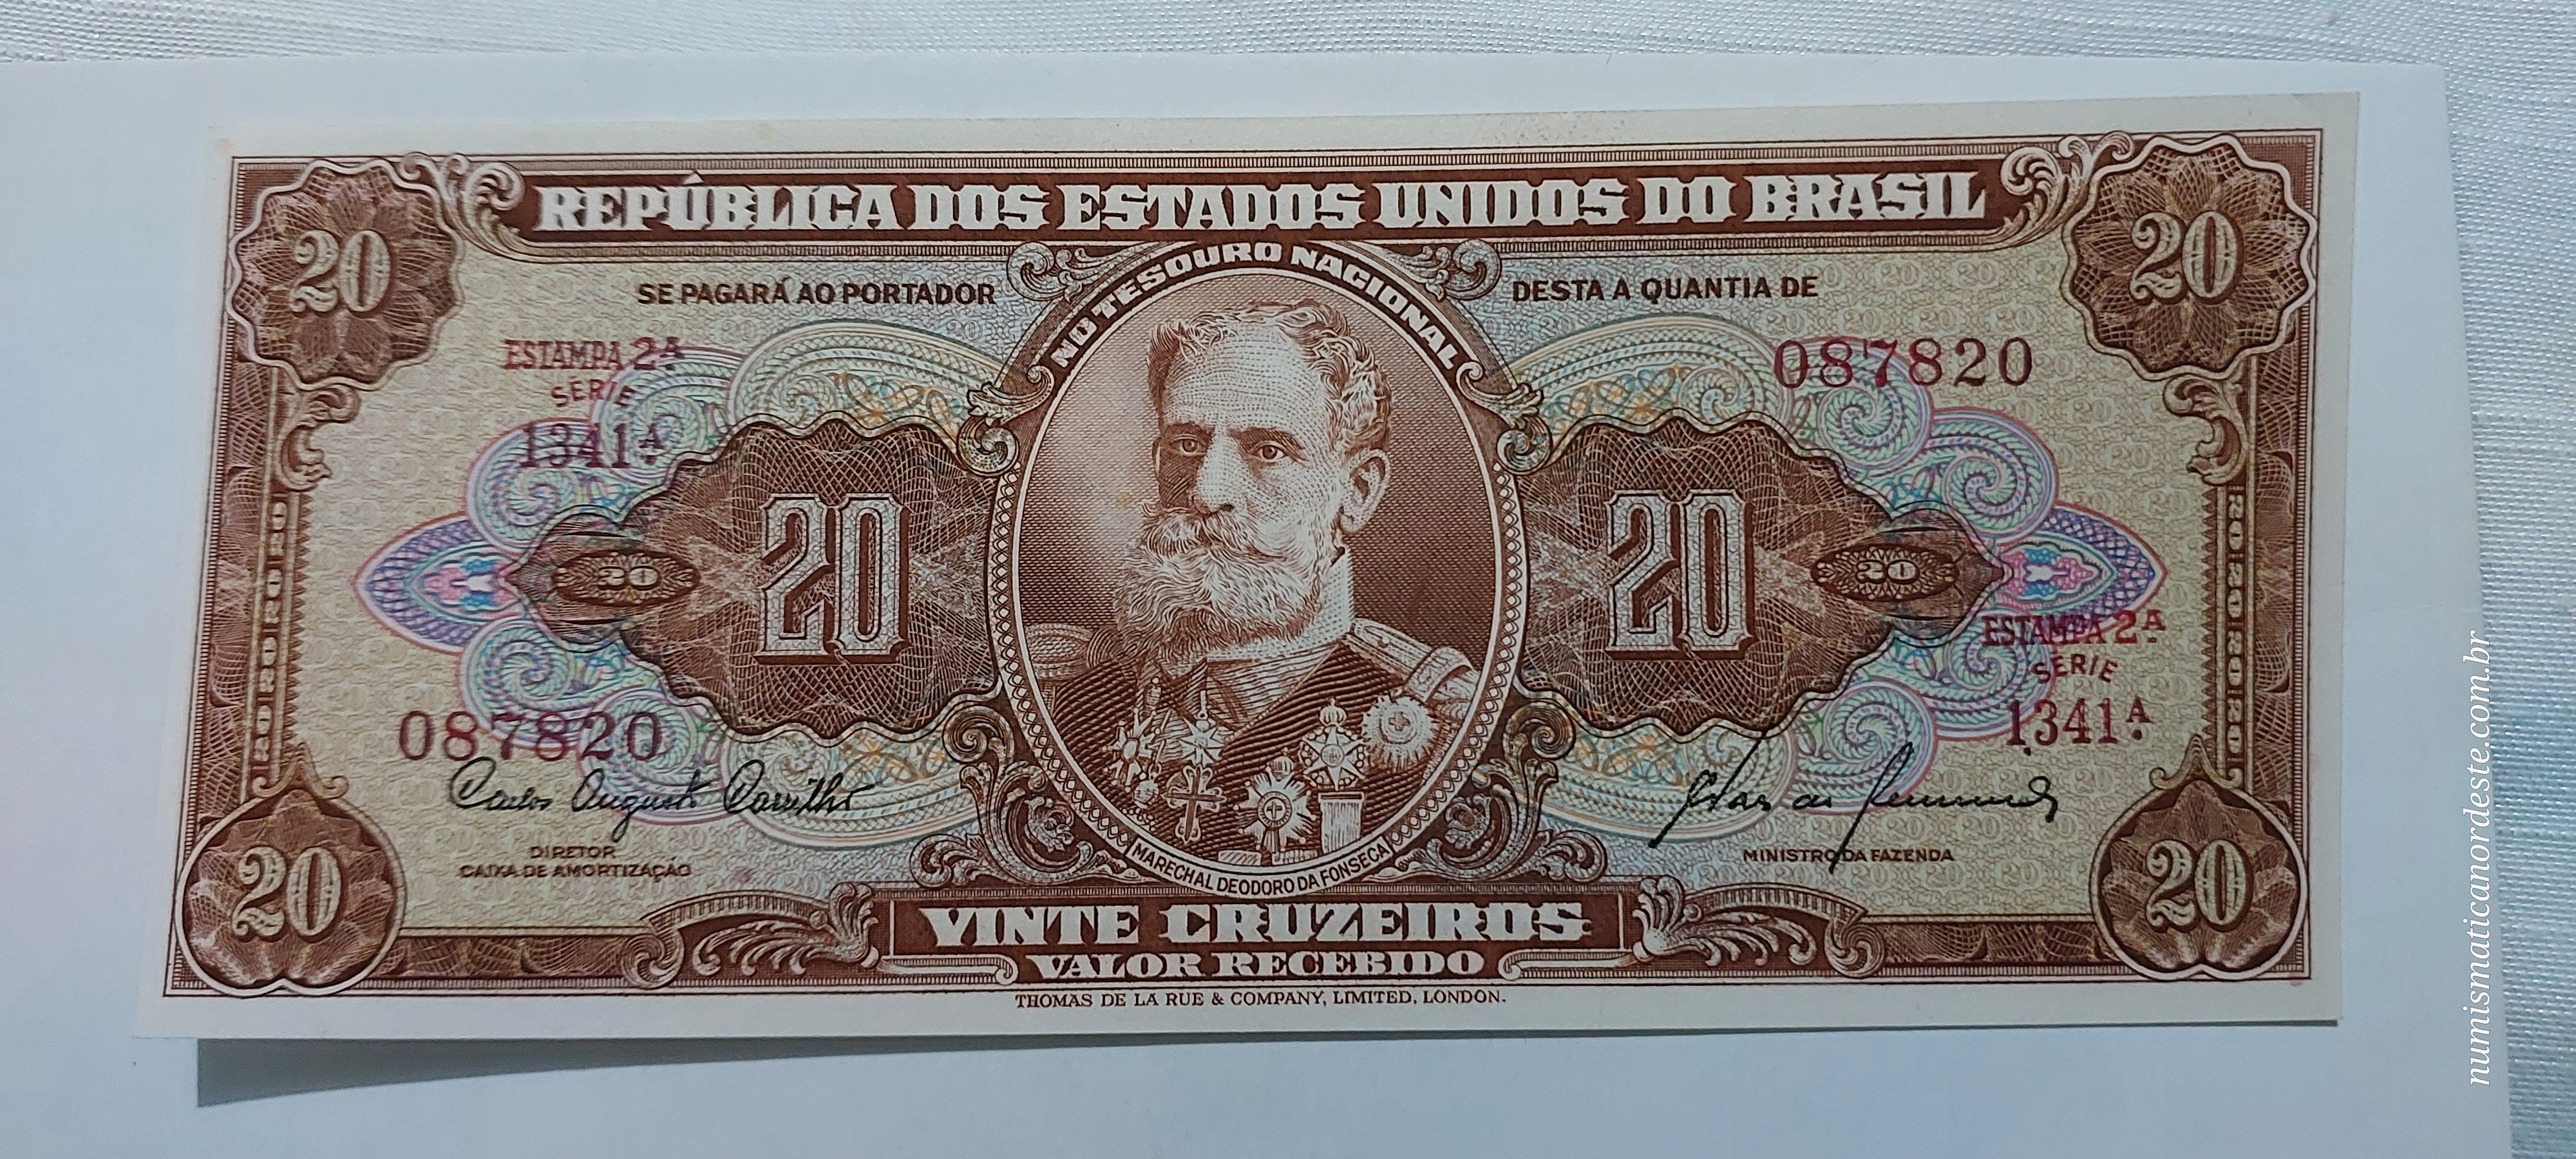 REPÚBLICA DOS ESTADOS UNIDOS DO BRASIL
20
20
NO TESOURO NACIONAL
SE PAGARÁ AO PORTADOR
DESTA A QUANTIA DE
ESTAMPA 2ª
SÉRIE
1341ª
087820
20
20
20
20
ESTAMPA 2ª
SÉRIE
1341ª
087820
Carlos Augusto Carrilho
DIRETOR
CAIXA DE AMORTIZAÇÃO
MINISTRO DA FAZENDA
MARECHAL DEODORO DA FONSECA
20
20
VINTE CRUZEIROS
VALOR RECEBIDO
THOMAS DE LA RUE & COMPANY, LIMITED, LONDON.
numismaticanordeste.com.br